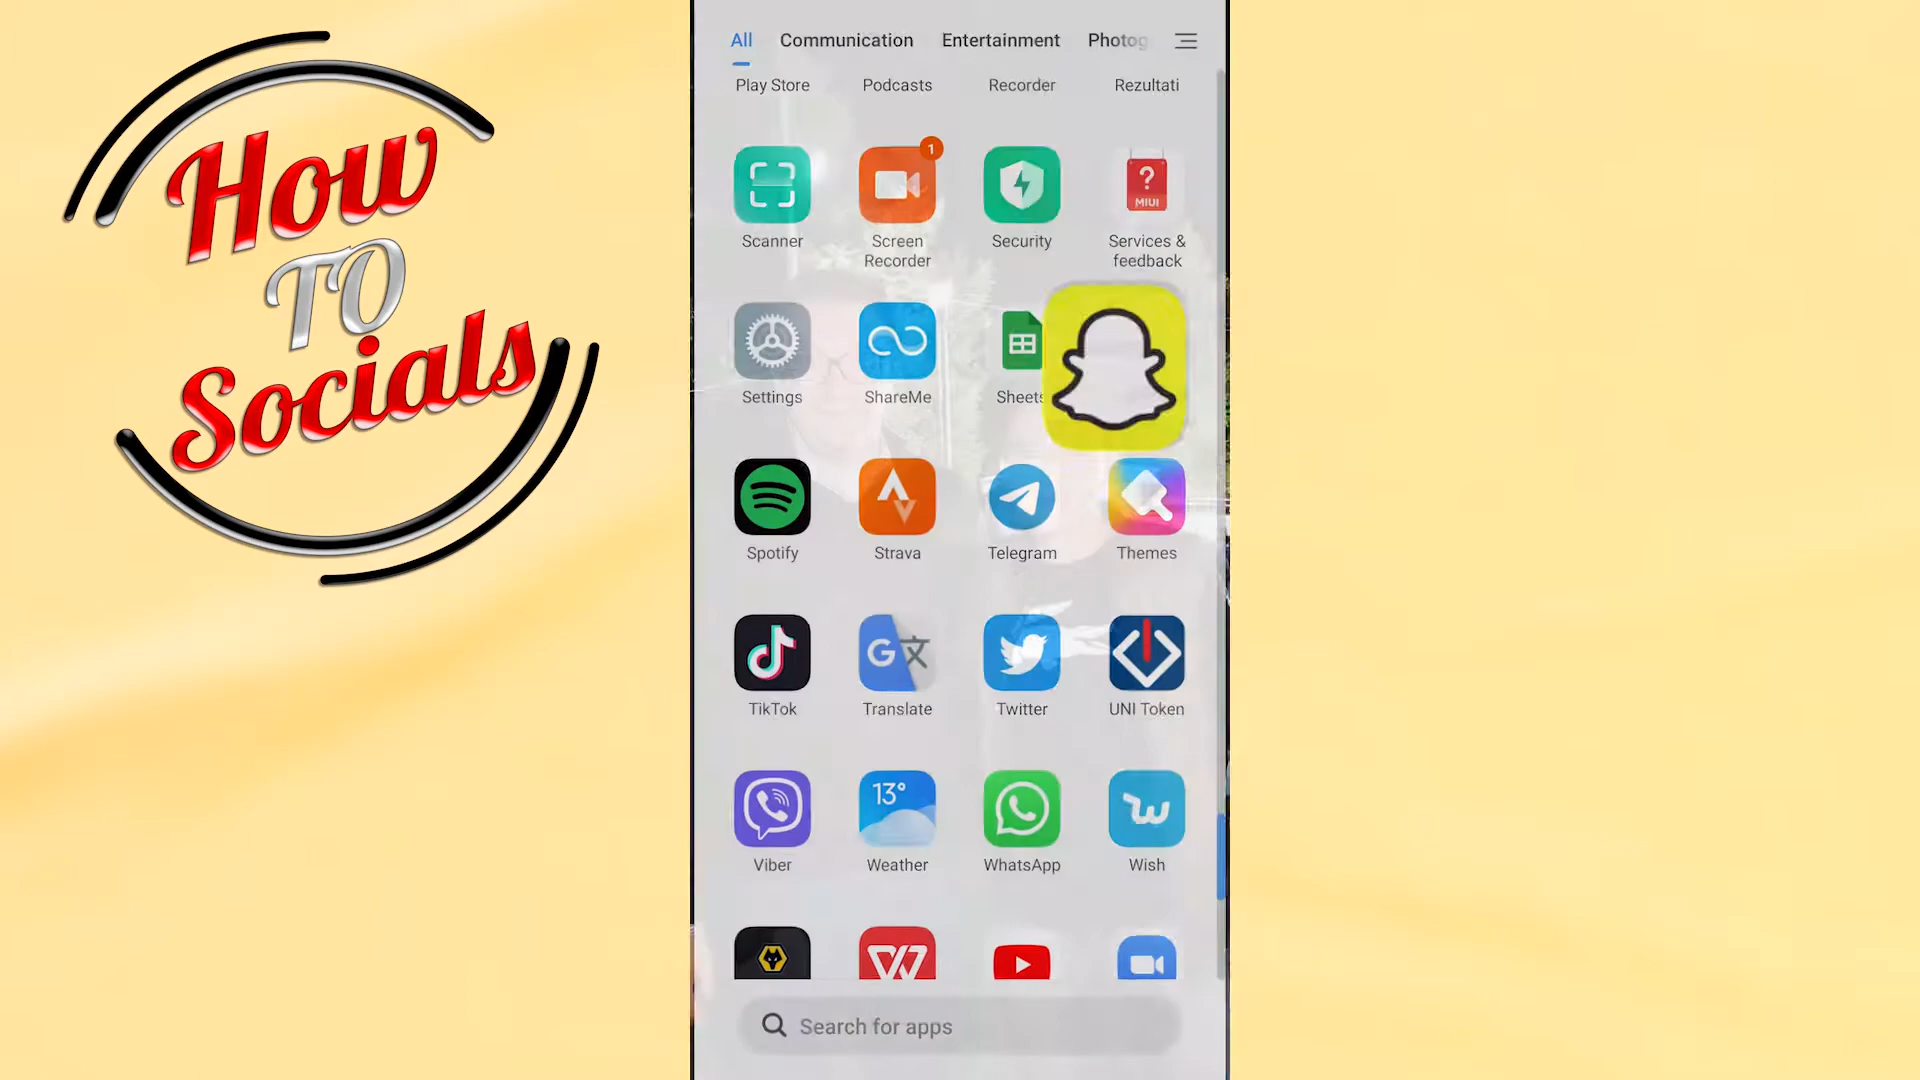 How
TO
Socials
All Communication Entertainment Photog
Play Store Podcasts Recorder Rezultati
1
?
MIUI
Scanner Screen Recorder Security Services & feedback
Settings ShareMe Sheets
Spotify Strava Telegram Themes
G文
TikTok Translate Twitter UNI Token
13°
Viber Weather WhatsApp Wish
Search for apps